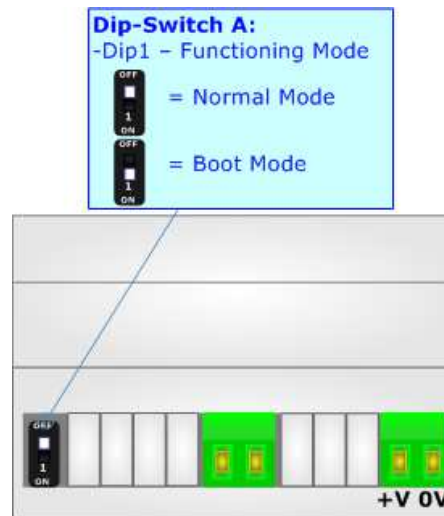 Dip-Switch A:
-Dip1 – Functioning Mode
OFF
= Normal Mode
1
ON
OFF
= Boot Mode
1
ON
OFF
1
ON
+V 0V